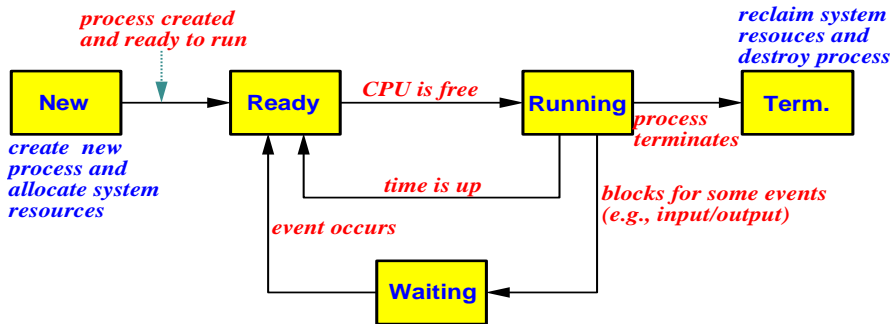 process created
and ready to run
reclaim system
resouces and
destroy process
New
Ready
CPU is free
Running
Term.
process
terminates
create new
process and
allocate system
resources
time is up
blocks for some events
(e.g., input/output)
event occurs
Waiting